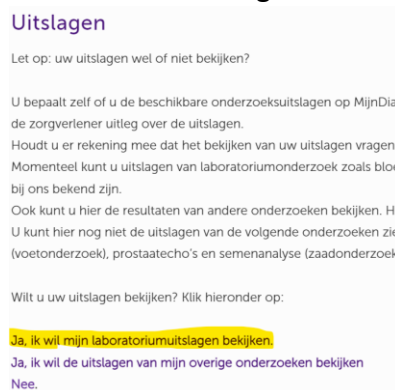 Uitslagen
Let op: uw uitslagen wel of niet bekijken?
U bepaalt zelf of u de beschikbare onderzoeksuitslagen op MijnDia
de zorgverlener uitleg over de uitslagen.
Houdt u er rekening mee dat het bekijken van uw uitslagen vragen
Momenteel kunt u uitslagen van laboratoriumonderzoek zoals bloe
bij ons bekend zijn.
Ook kunt u hier de resultaten van andere onderzoeken bekijken. H
U kunt hier nog niet de uitslagen van de volgende onderzoeken zie
(voetonderzoek), prostaatecho's en semenanalyse (zaadonderzoek
Wilt u uw uitslagen bekijken? Klik hieronder op:
Ja, ik wil mijn laboratoriumuitslagen bekijken.
Ja, ik wil de uitslagen van mijn overige onderzoeken bekijken
Nee.